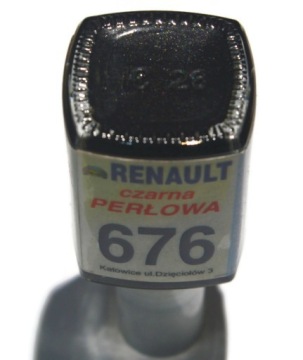 RENAULT
czarna
PERŁOWA
676
Katowice ul.Dzięciołów 3